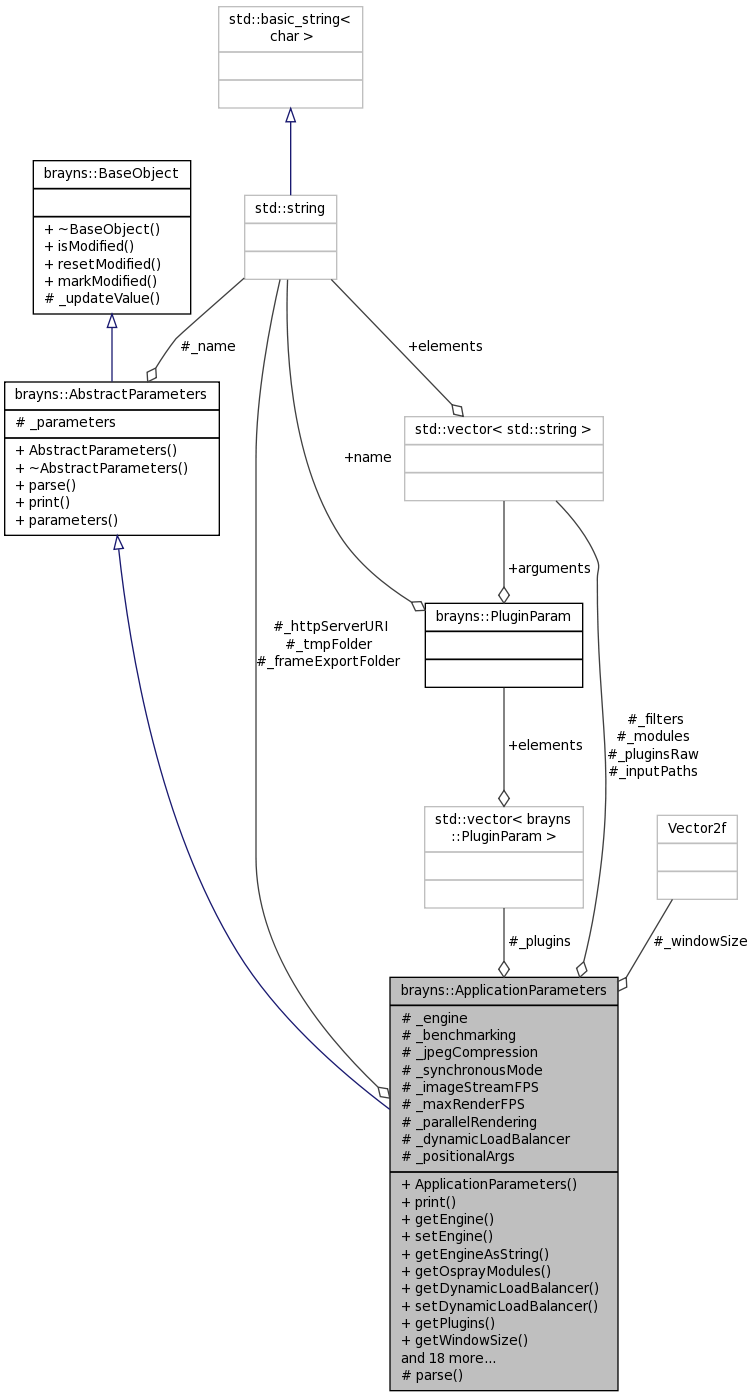 std::basic_string<
char >
brayns::BaseObject
+ ~BaseObject()
+ isModified()
+ resetModified()
+ markModified()
# _updateValue()
std::string
#_name
+elements
brayns::AbstractParameters
# _parameters
+ AbstractParameters()
+ ~AbstractParameters()
+ parse()
+ print()
+ parameters()
std::vector< std::string >
+name
+arguments
#_httpServerURI
#_tmpFolder
#_frameExportFolder
brayns::PluginParam
#_filters
#_modules
#_pluginsRaw
#_inputPaths
+elements
std::vector< brayns
::PluginParam >
Vector2f
#_plugins
#_windowSize
brayns::ApplicationParameters
# _engine
# _benchmarking
# _jpegCompression
# _synchronousMode
# _imageStreamFPS
# _maxRenderFPS
# _parallelRendering
# _dynamicLoadBalancer
# _positionalArgs
+ ApplicationParameters()
+ print()
+ getEngine()
+ setEngine()
+ getEngineAsString()
+ getOsprayModules()
+ getDynamicLoadBalancer()
+ setDynamicLoadBalancer()
+ getPlugins()
+ getWindowSize()
and 18 more...
# parse()